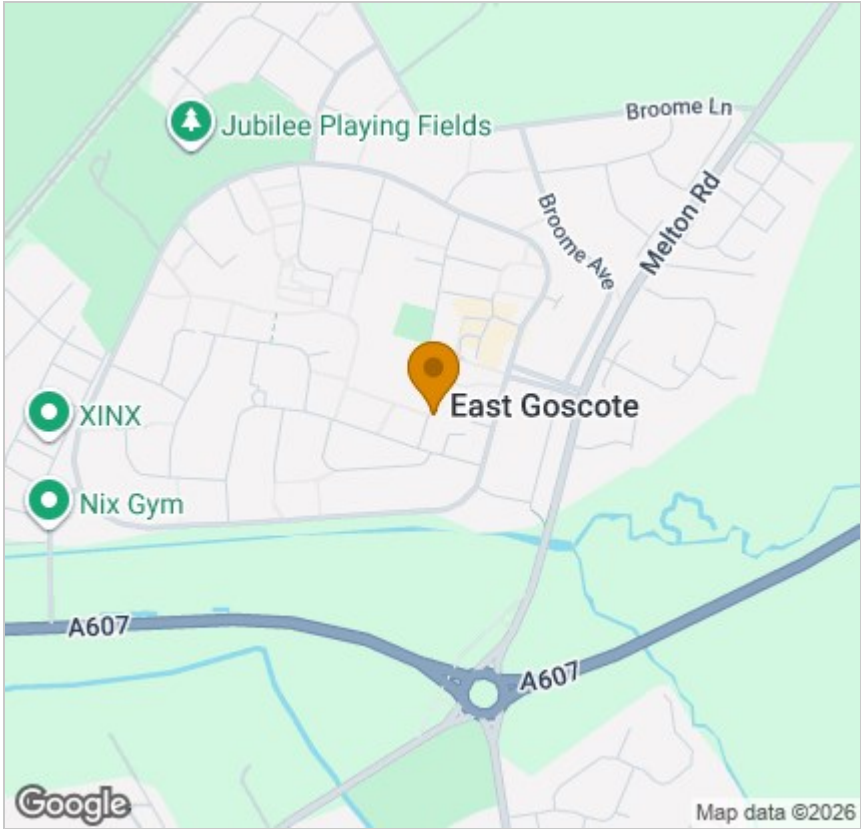 Broome Ln
Jubilee Playing Fields
Melton Rd
Broome Ave
East Goscote
XINX
Nix Gym
A607
A607
Google
Map data ©2026